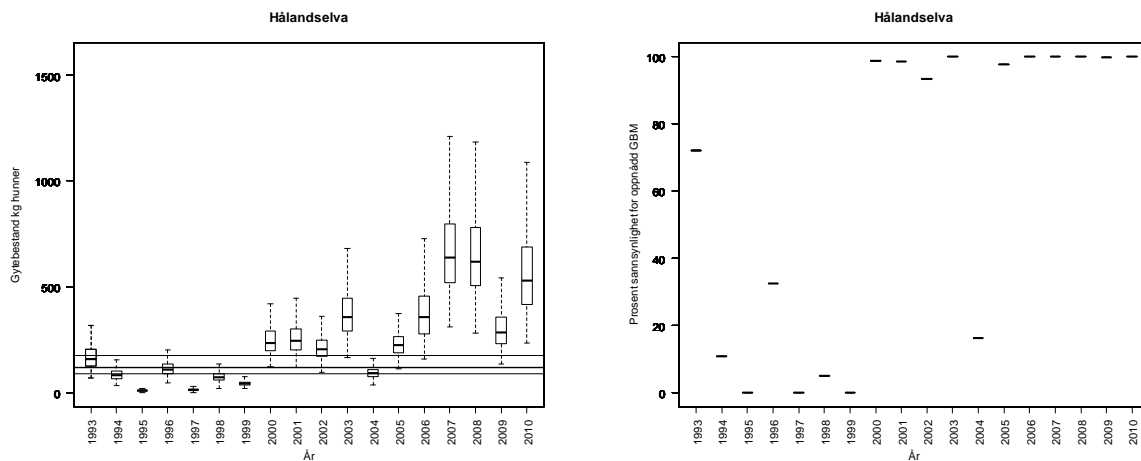 Hålandselva
Gytebestand kg hunner
1500
1000
500
0
1993 1994 1995 1996 1997 1998 1999 2000 2001 2002 2003 2004 2005 2006 2007 2008 2009 2010
År
Hålandselva
Prosent sannsynlighet for oppnådd GBM
100
80
60
40
20
0
1993 1994 1995 1996 1997 1998 1999 2000 2001 2002 2003 2004 2005 2006 2007 2008 2009 2010
År